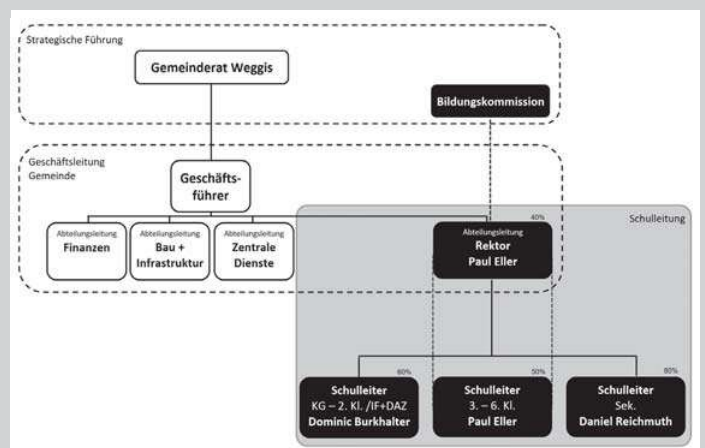 Strategische Führung
Gemeinderat Weggis
Bildungskommission
Geschäftsleitung
Gemeinde
Geschäfts-
führer
40%
Schulleitung
Abteilungsleitung
Finanzen
Abteilungsleitung
Bau +
Infrastruktur
Abteilungsleitung
Zentrale
Dienste
Abteilungsleitung
Rektor
Paul Eller
60%
50%
80%
Schulleiter
KG – 2. Kl. /IF+DAZ
Dominic Burkhalter
Schulleiter
3. – 6. Kl.
Paul Eller
Schulleiter
Sek.
Daniel Reichmuth